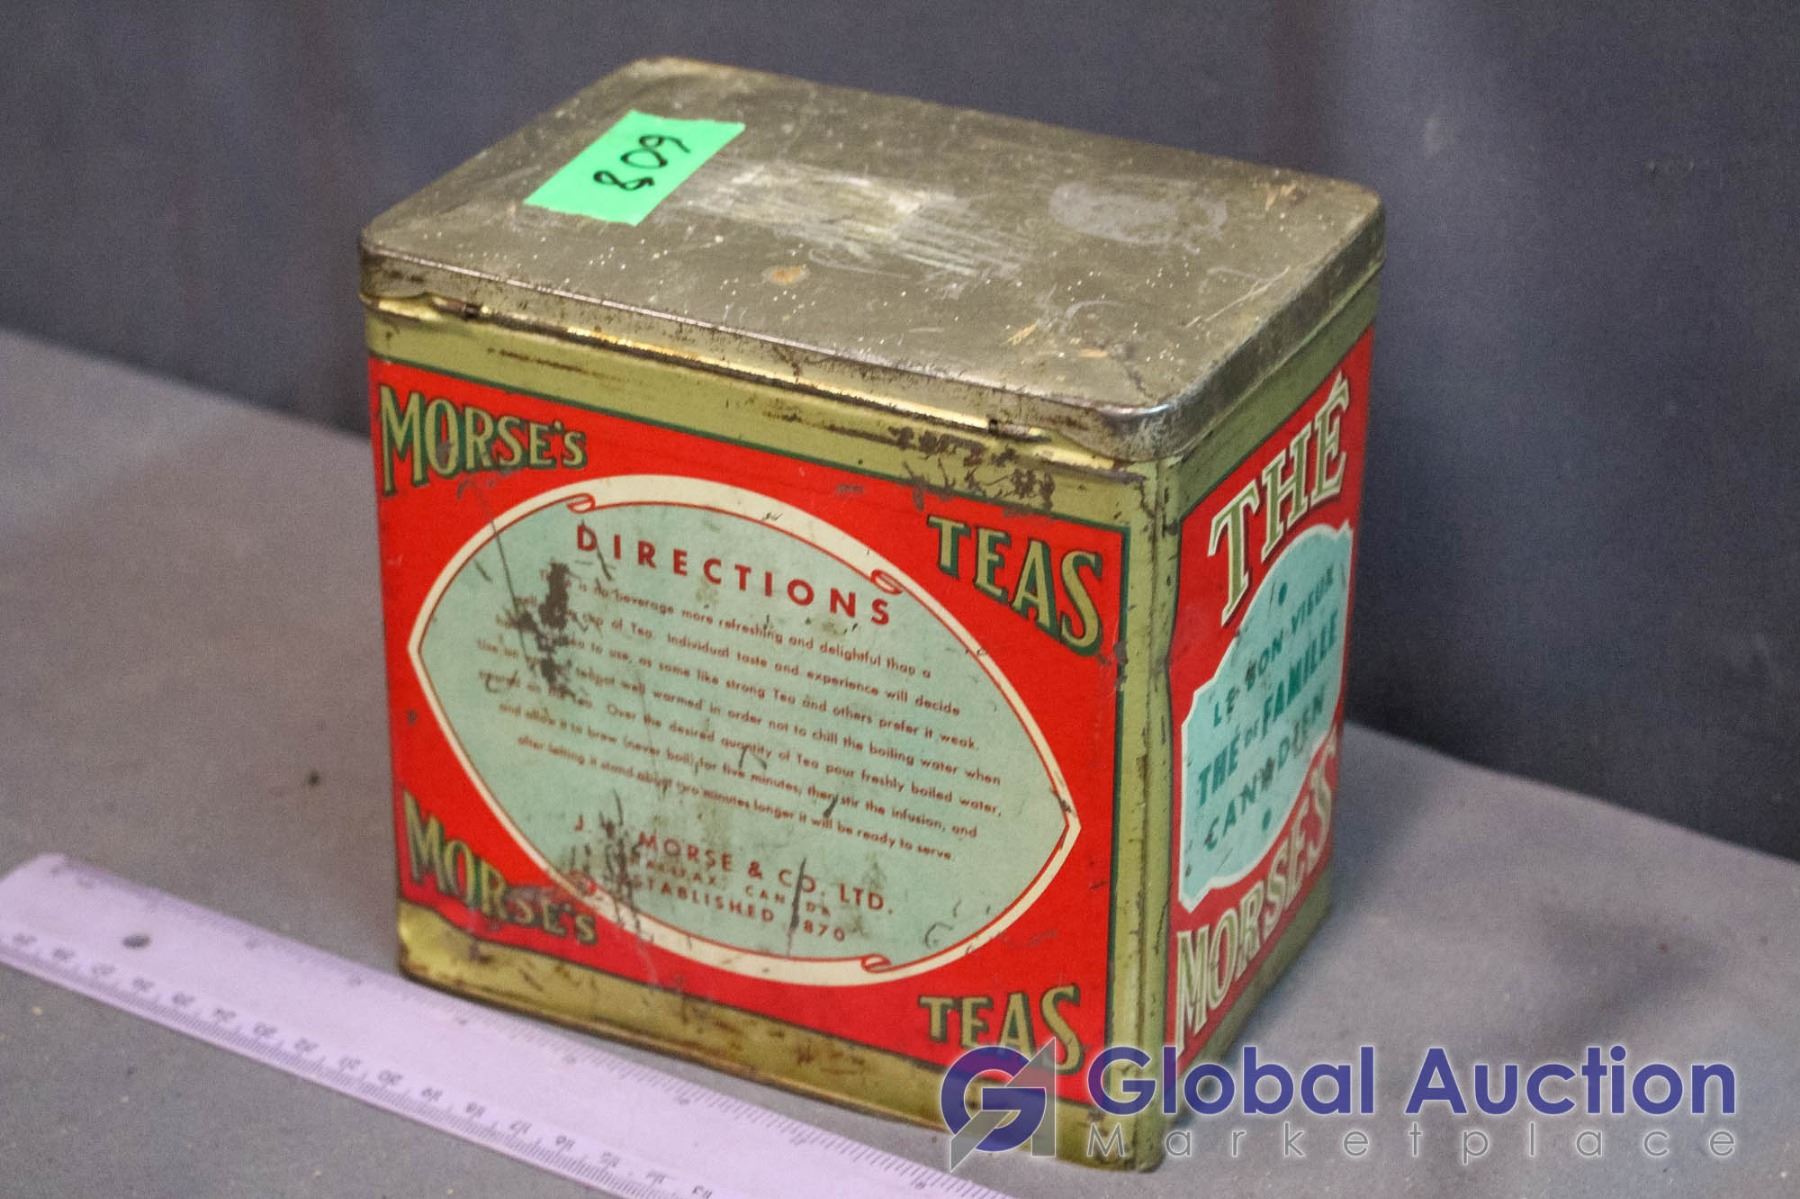 809
MORSE'S
TEAS
DIRECTIONS
is no beverage more refreshing and delightful than a
cup of Tea. Individual taste and experience will decide
to use, as some like strong Tea and others prefer it weak.
teapot well warmed in order not to chill the boiling water when
Tea. Over the desired quantity of Tea pour freshly boiled water,
and allow it to brew (never boil) for five minutes, then stir the infusion, and
after letting it stand about two minutes longer it will be ready to serve.
J. MORSE & CO. LTD.
HALIFAX, CANADA
ESTABLISHED 1870
MORSE'S
TEAS
THÉ
LE BON VIEUX
THÉ DE FAMILLE
CANADIEN
MORSE'S
Global Auction
Marketplace